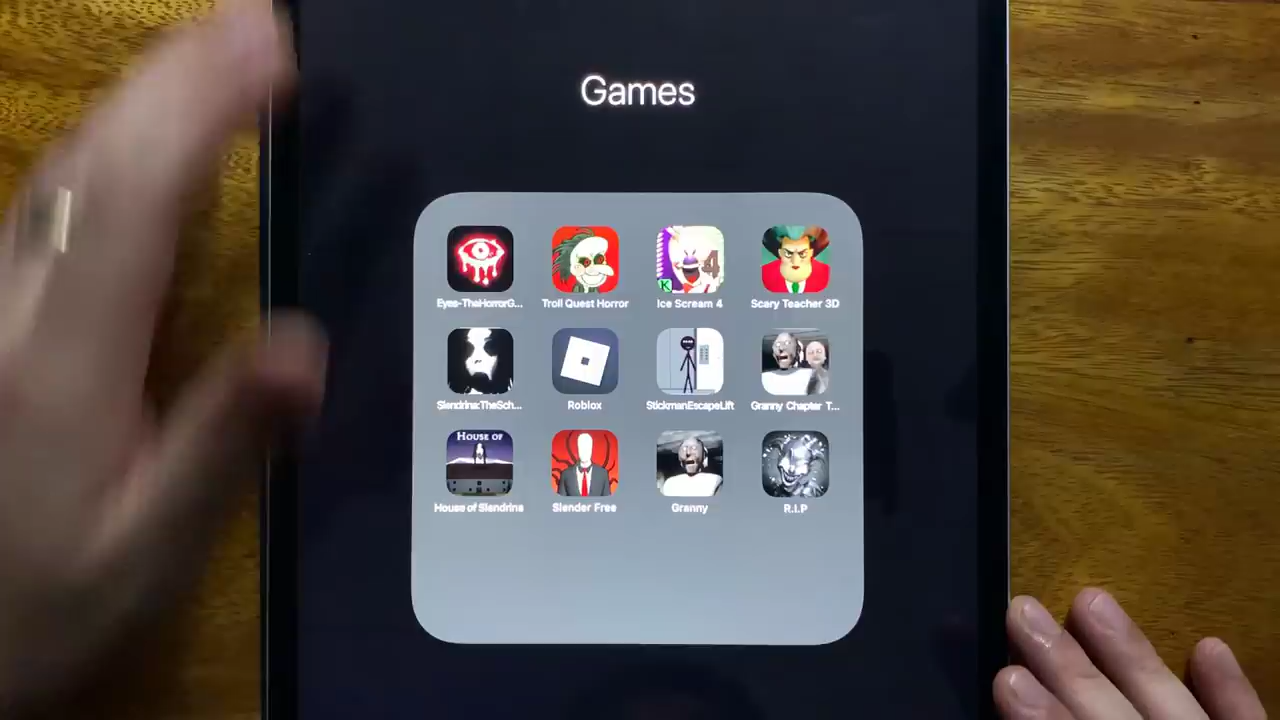 Games
Eyes-TheHorrorG...
Troll Quest Horror
Ice Scream 4
Scary Teacher 3D
4
K
Slendrina:TheSch...
Roblox
StickmanEscapeLift
Granny Chapter T...
HOUSE OF
House of Slendrina
Slender Free
Granny
R.I.P